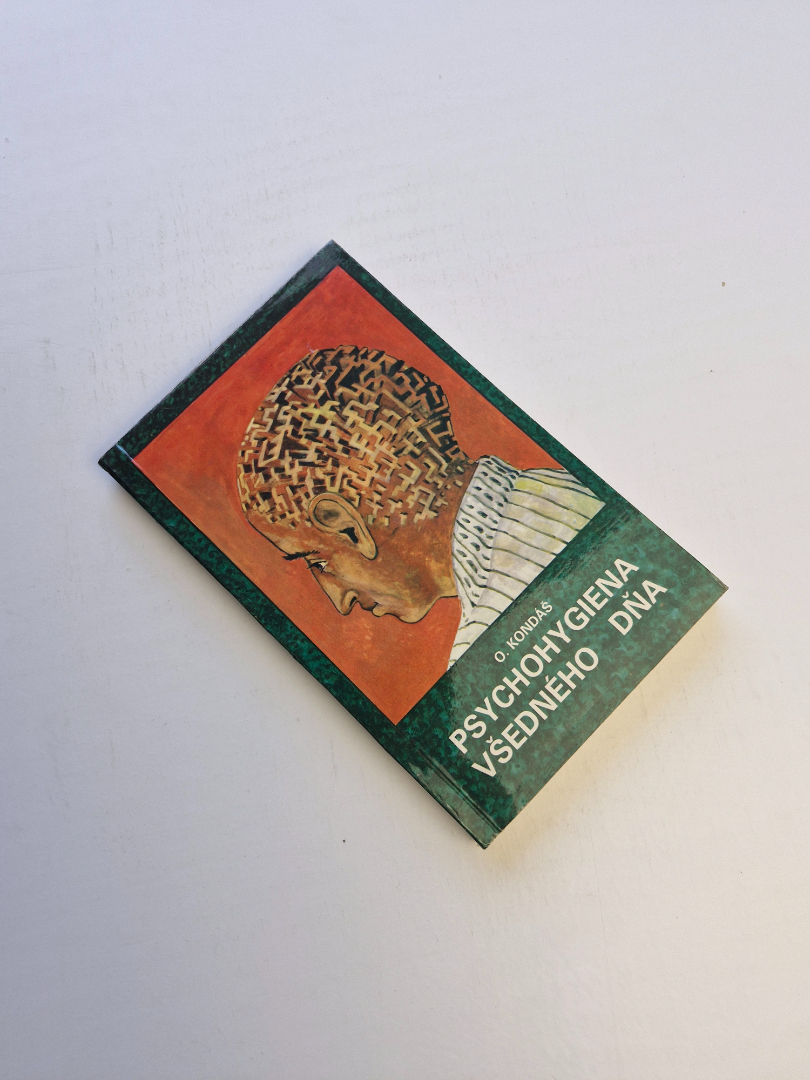 O. KONDÁŠ
PSYCHOHYGIENA
VŠEDNÉHO DŇA